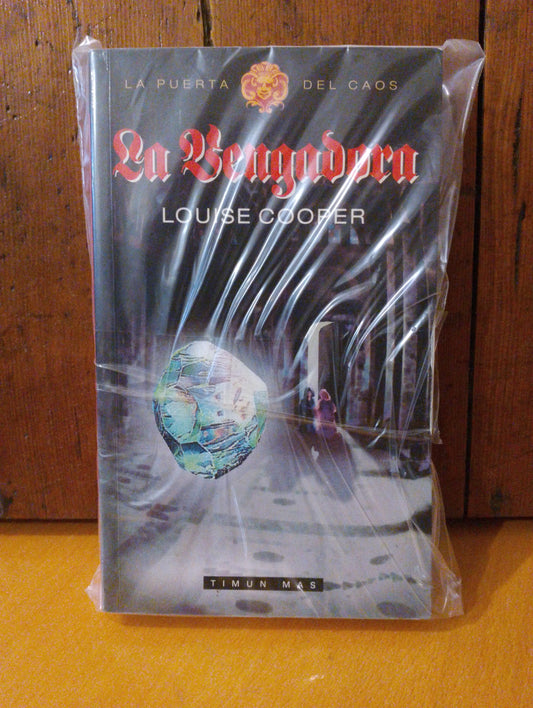 LA PUERTA DEL CAOS
La Vengadora
LOUISE COOPER
TIMUN MAS